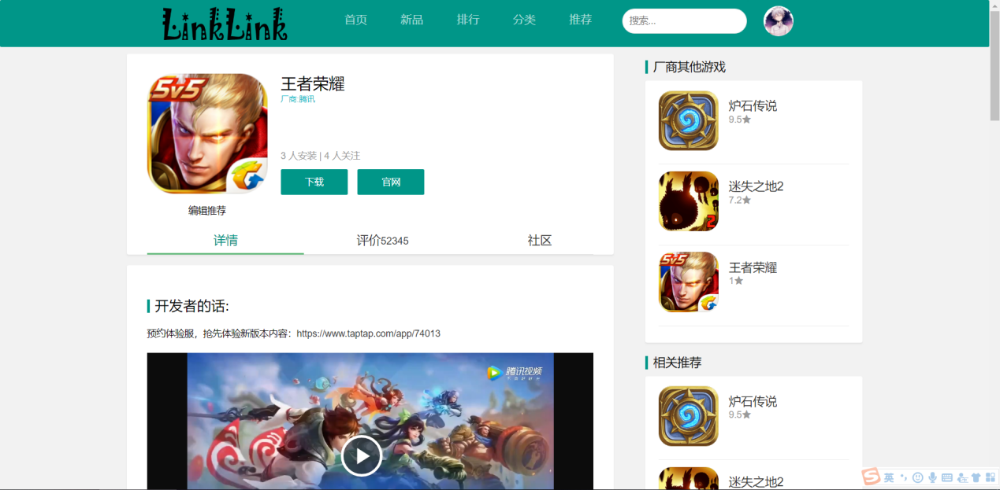 LinkLink
首页 新品 排行 分类 推荐 搜索...
5v5
王者荣耀
厂商:腾讯
3 人安装 | 4 人关注
下载 官网
编辑推荐
详情 评价52345 社区
开发者的话:
预约体验服，抢先体验新版本内容：https://www.taptap.com/app/74013
腾讯视频
厂商其他游戏
炉石传说
9.5★
迷失之地2
7.2★
2
5v5
王者荣耀
1★
相关推荐
炉石传说
9.5★
迷失之地2
英